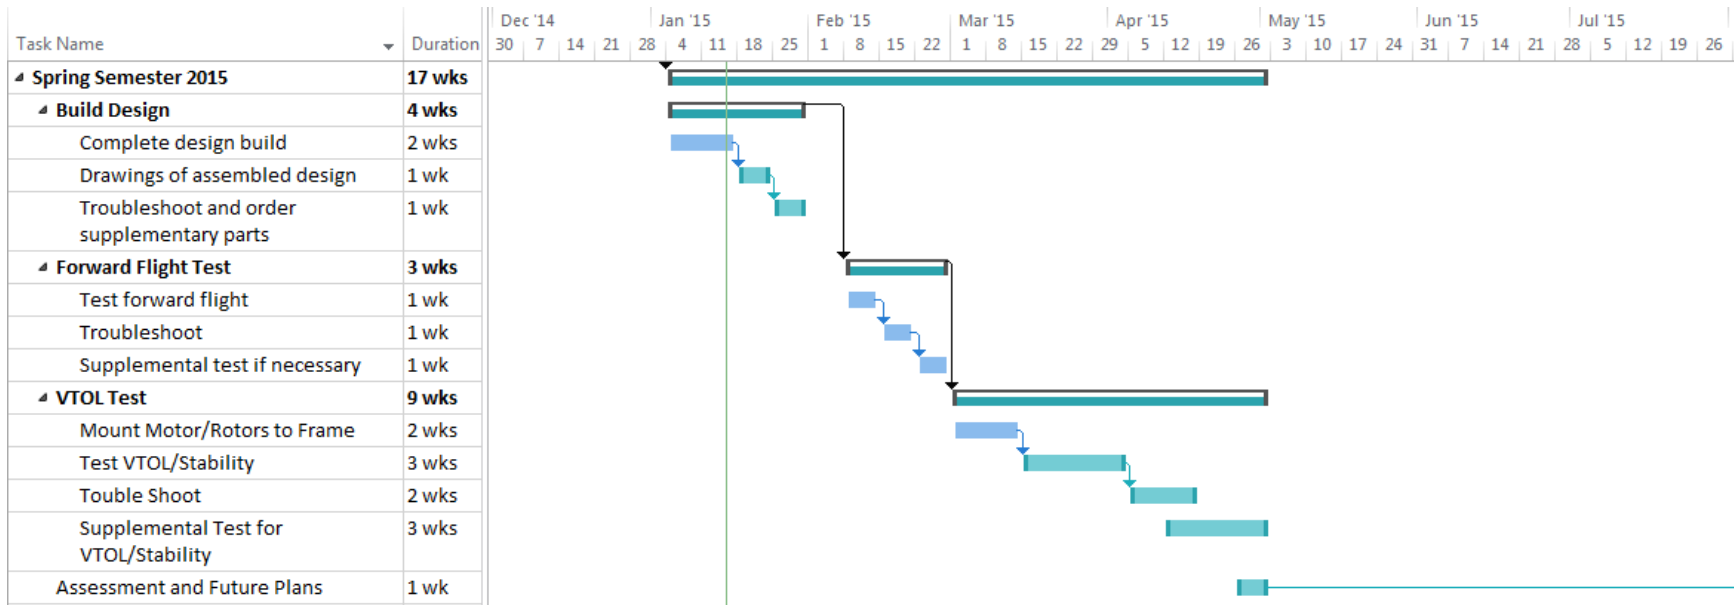 Dec '14 Jan '15 Feb '15 Mar '15 Apr '15 May '15 Jun '15 Jul '15
Task Name Duration 30 7 14 21 28 4 11 18 25 1 8 15 22 1 8 15 22 29 5 12 19 26 3 10 17 24 31 7 14 21 28 5 12 19 26
Spring Semester 2015 17 wks
Build Design 4 wks
Complete design build 2 wks
Drawings of assembled design 1 wk
Troubleshoot and order 1 wk
supplementary parts
Forward Flight Test 3 wks
Test forward flight 1 wk
Troubleshoot 1 wk
Supplemental test if necessary 1 wk
VTOL Test 9 wks
Mount Motor/Rotors to Frame 2 wks
Test VTOL/Stability 3 wks
Touble Shoot 2 wks
Supplemental Test for 3 wks
VTOL/Stability
Assessment and Future Plans 1 wk